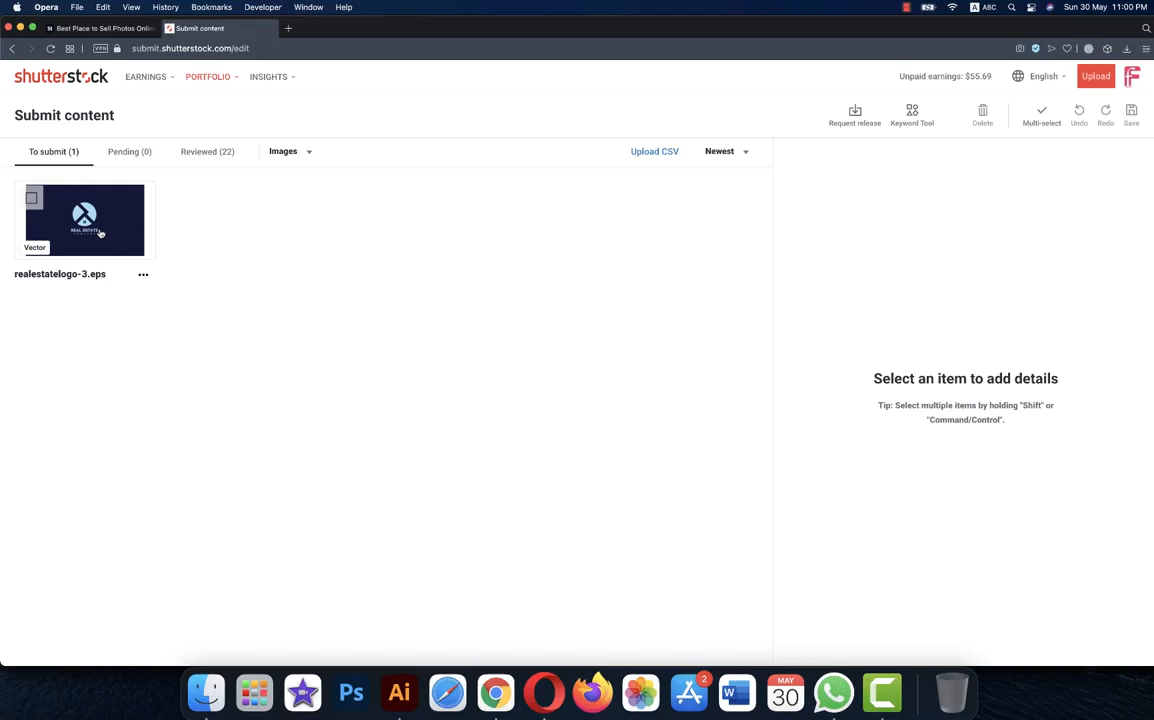 Opera File Edit View History Bookmarks Developer Window Help ABC Sun 30 May 11:00 PM
Best Place to Sell Photos Onlin Submit content
VPN submit.shutterstock.com/edit
shutterstock EARNINGS PORTFOLIO INSIGHTS Unpaid earnings: $55.69 English Upload
Submit content Request release Keyword Tool Delete Multi-select Undo Redo Save
To submit (1) Pending (0) Reviewed (22) Images Upload CSV Newest
REAL ESTATE
Vector
realestatelogo-3.eps
Select an item to add details
Tip: Select multiple items by holding "Shift" or
"Command/Control".
Ps Ai 2 W MAY 30 C